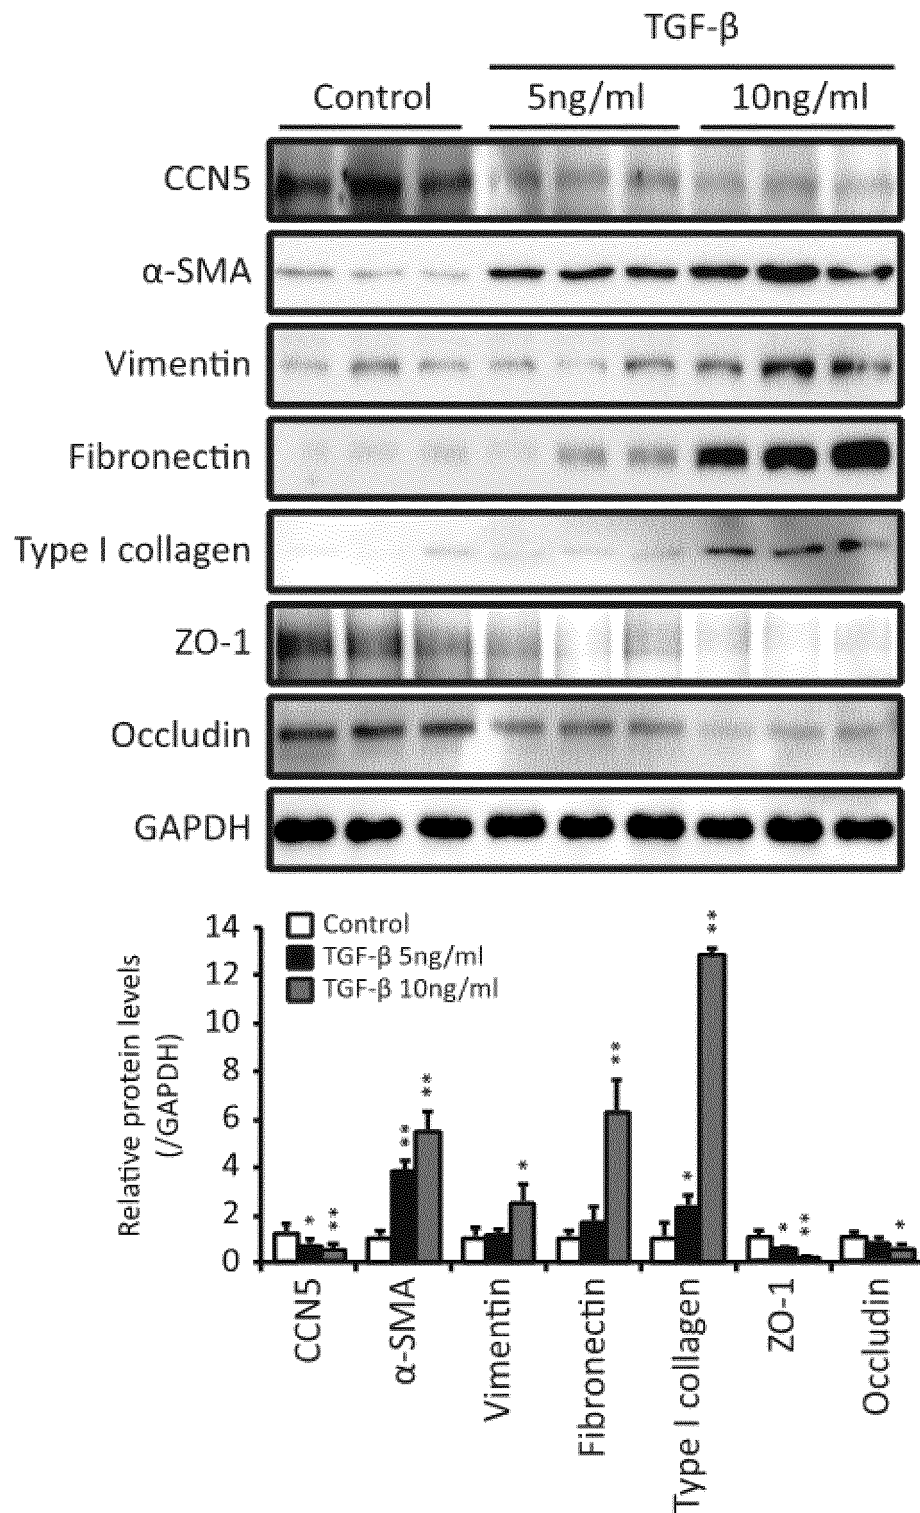 TGF-β
Control 5ng/ml 10ng/ml
CCN5
α-SMA
Vimentin
Fibronectin
Type I collagen
ZO-1
Occludin
GAPDH
Relative protein levels
(/GAPDH)
14
12
10
8
6
4
2
0
Control
TGF-β 5ng/ml
TGF-β 10ng/ml
* ** ** ** * ** * ** * ** *
CCN5 α-SMA Vimentin Fibronectin Type I collagen ZO-1 Occludin